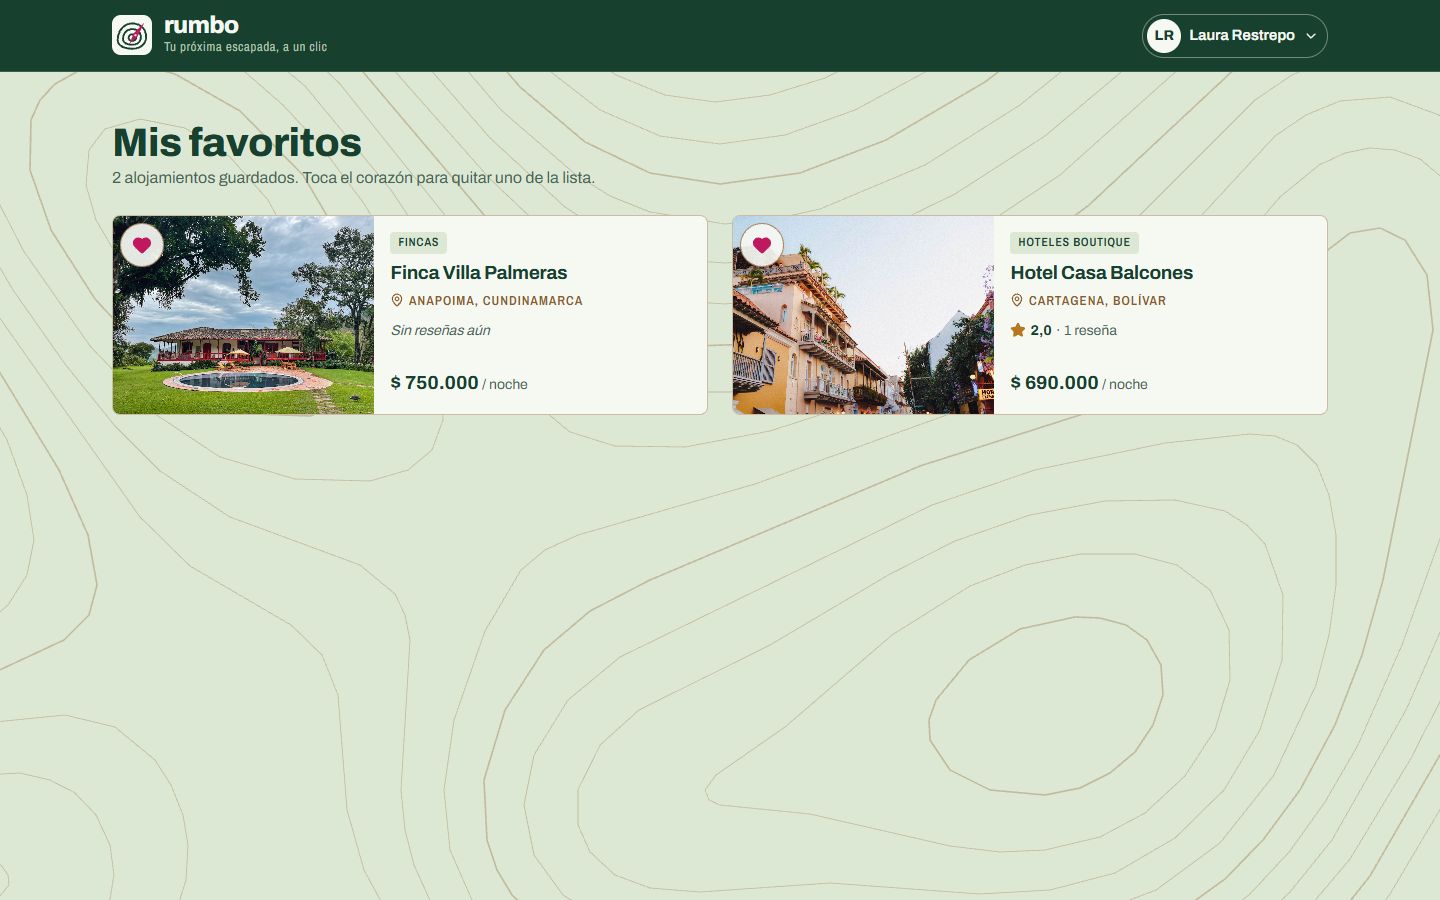 rumbo
Tu próxima escapada, a un clic
LR Laura Restrepo
Mis favoritos
2 alojamientos guardados. Toca el corazón para quitar uno de la lista.
FINCAS
Finca Villa Palmeras
ANAPOIMA, CUNDINAMARCA
Sin reseñas aún
$ 750.000 / noche
HOTELES BOUTIQUE
Hotel Casa Balcones
CARTAGENA, BOLÍVAR
2,0 · 1 reseña
$ 690.000 / noche